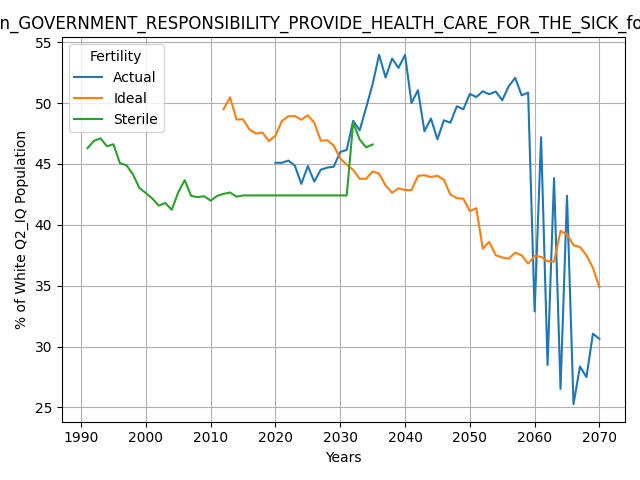 n_GOVERNMENT_RESPONSIBILITY_PROVIDE_HEALTH_CARE_FOR_THE_SICK_fo
Fertility
Actual
Ideal
Sterile
% of White Q2_IQ Population
55
50
45
40
35
30
25
1990 2000 2010 2020 2030 2040 2050 2060 2070
Years